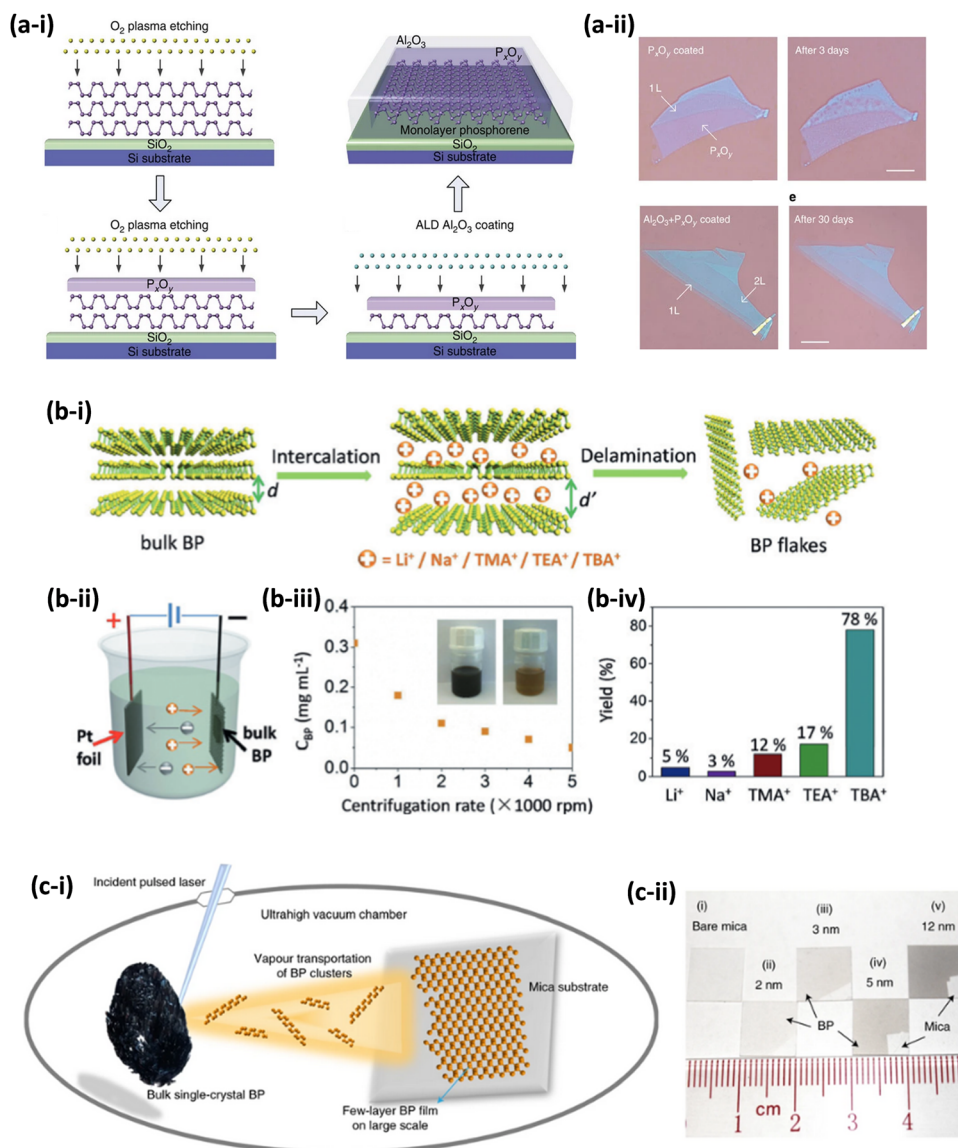 (a-i)
O₂ plasma etching
SiO₂
Si substrate
O₂ plasma etching
PₓOᵧ
SiO₂
Si substrate
Al₂O₃
PₓOᵧ
Monolayer phosphorene
SiO₂
Si substrate
ALD Al₂O₃ coating
PₓOᵧ
SiO₂
Si substrate
(a-ii)
PₓOᵧ coated
1L
PₓOᵧ
After 3 days
e
Al₂O₃+PₓOᵧ coated
1L
2L
After 30 days
(b-i)
d
bulk BP
Intercalation
d'
Delamination
BP flakes
= Li⁺ / Na⁺ / TMA⁺ / TEA⁺ / TBA⁺
(b-ii)
+
−
Pt
foil
bulk
BP
(b-iii)
C_BP (mg mL⁻¹)
0.4
0.3
0.2
0.1
0.0
0 1 2 3 4 5
Centrifugation rate (×1000 rpm)
(b-iv)
Yield (%)
80
60
40
20
0
5 %
3 %
12 %
17 %
78 %
Li⁺ Na⁺ TMA⁺ TEA⁺ TBA⁺
(c-i)
Incident pulsed laser
Ultrahigh vacuum chamber
Vapour transportation
of BP clusters
Mica substrate
Bulk single-crystal BP
Few-layer BP film
on large scale
(c-ii)
(i)
Bare mica
(ii)
2 nm
(iii)
3 nm
(iv)
5 nm
(v)
12 nm
BP
Mica
1 cm 2 3 4